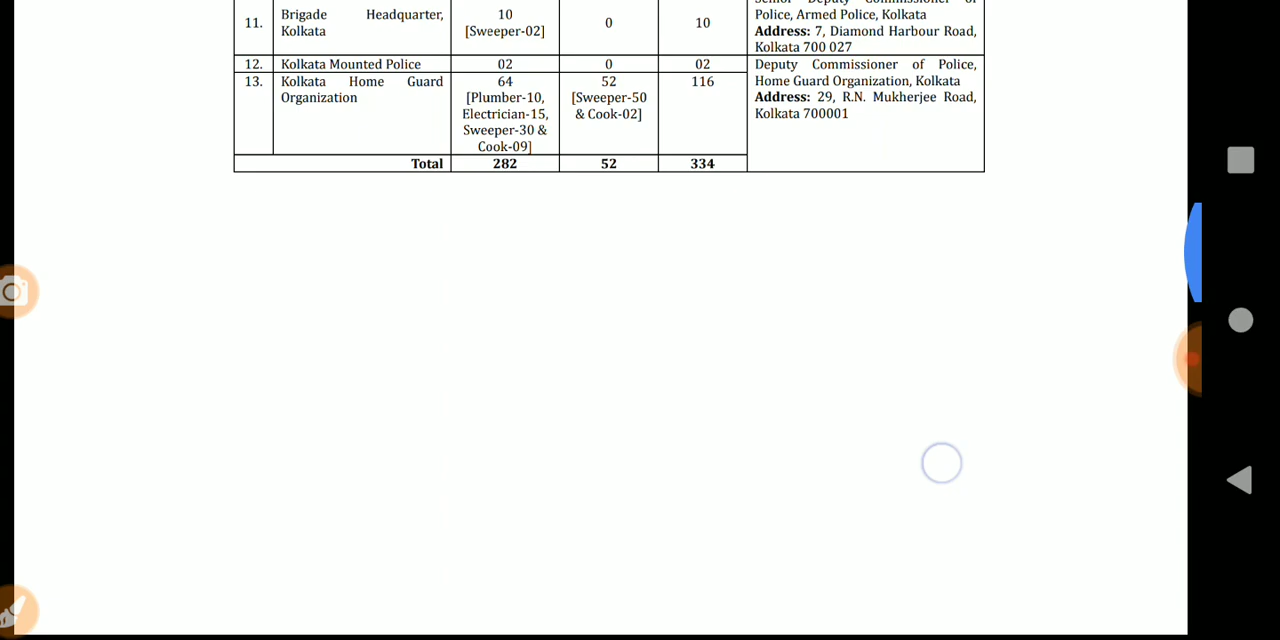 Police, Armed Police, Kolkata
11. Brigade Headquarter, 10 0 10
Kolkata [Sweeper-02]
Address: 7, Diamond Harbour Road,
Kolkata 700 027
12. Kolkata Mounted Police 02 0 02
Deputy Commissioner of Police,
Home Guard Organization, Kolkata
Address: 29, R.N. Mukherjee Road,
Kolkata 700001
13. Kolkata Home Guard 64 52 116
Organization [Plumber-10, [Sweeper-50
Electrician-15, & Cook-02]
Sweeper-30 &
Cook-09]
Total 282 52 334